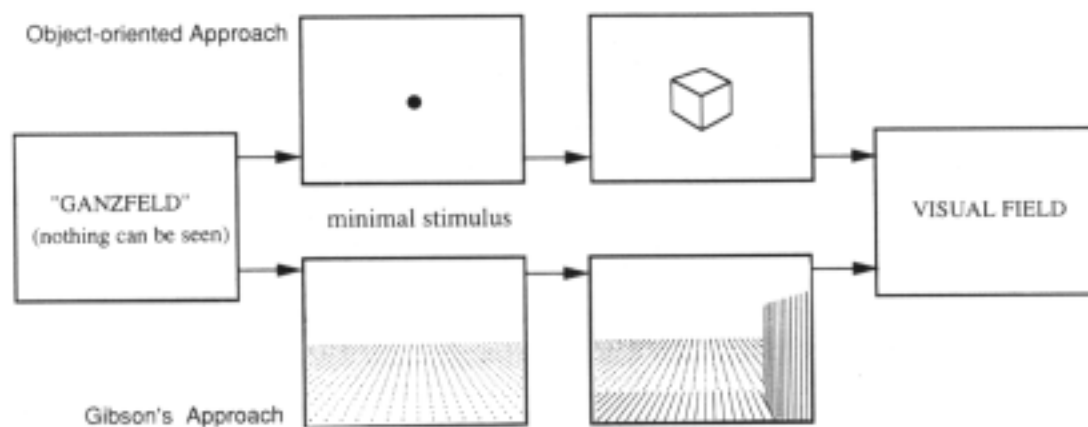 Object-oriented Approach
"GANZFELD"
(nothing can be seen)
minimal stimulus
VISUAL FIELD
Gibson's Approach